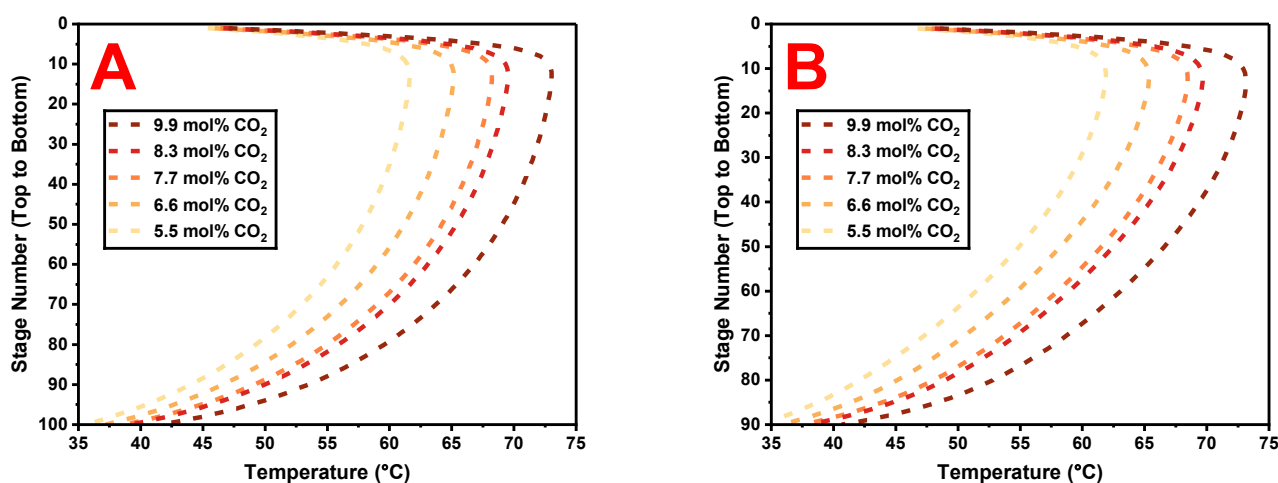 A
Stage Number (Top to Bottom)
0
10
20
30
40
50
60
70
80
90
100
9.9 mol% CO₂
8.3 mol% CO₂
7.7 mol% CO₂
6.6 mol% CO₂
5.5 mol% CO₂
35 40 45 50 55 60 65 70 75
Temperature (°C)
B
Stage Number (Top to Bottom)
0
10
20
30
40
50
60
70
80
90
9.9 mol% CO₂
8.3 mol% CO₂
7.7 mol% CO₂
6.6 mol% CO₂
5.5 mol% CO₂
35 40 45 50 55 60 65 70 75
Temperature (°C)